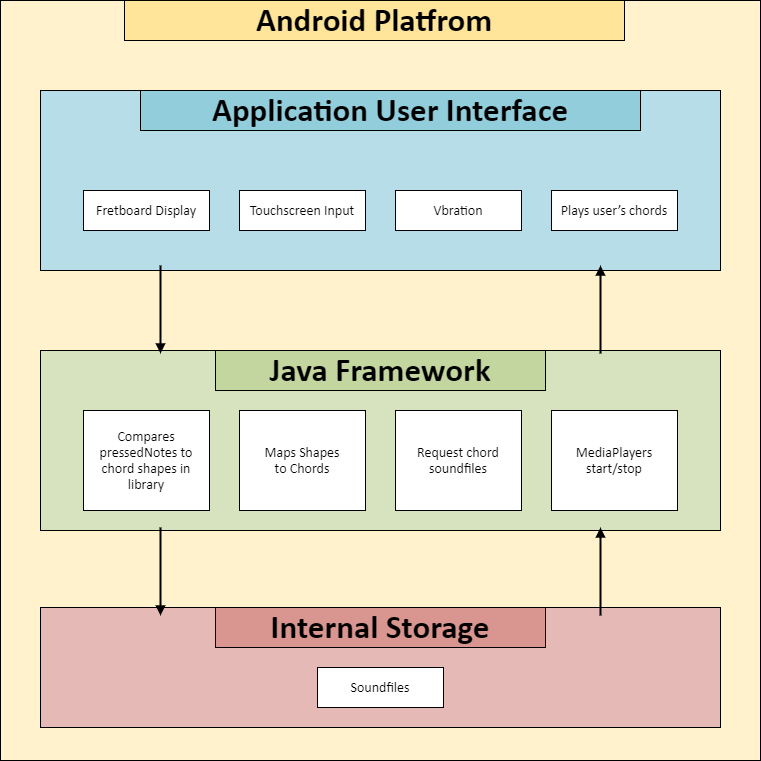 Android Platfrom
Application User Interface
Fretboard Display
Touchscreen Input
Vbration
Plays user's chords
Java Framework
Compares
pressedNotes to
chord shapes in
library
Maps Shapes
to Chords
Request chord
soundfiles
MediaPlayers
start/stop
Internal Storage
Soundfiles